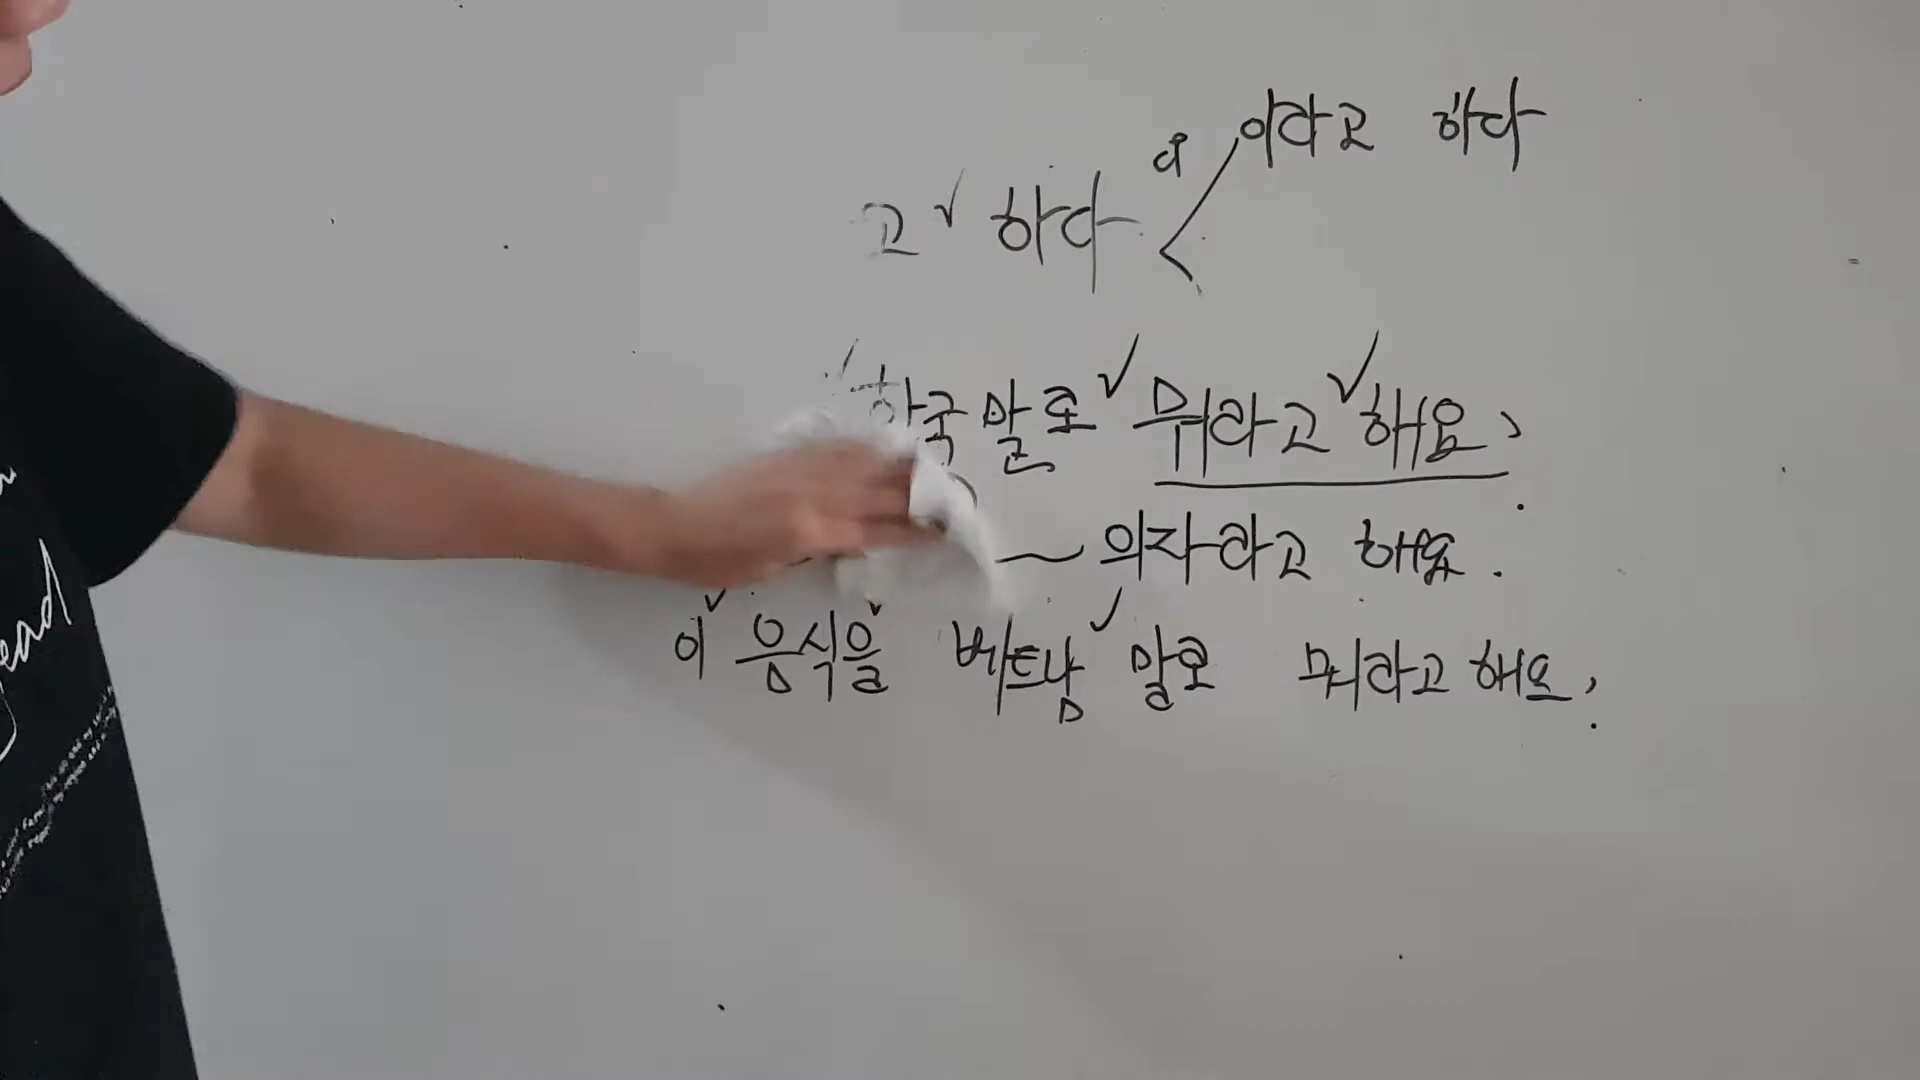 이라고 하다
고 하다
한국말로 뭐라고 해요?
의자라고 해요.
이 음식을 베트남 말로 뭐라고 해요?